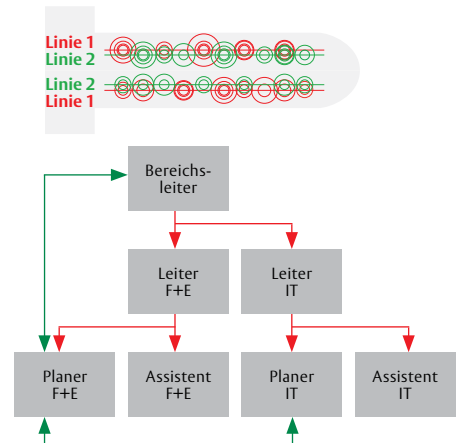 Linie 1
Linie 2
Linie 2
Linie 1
Bereichs-
leiter
Leiter
F+E
Leiter
IT
Planer
F+E
Assistent
F+E
Planer
IT
Assistent
IT